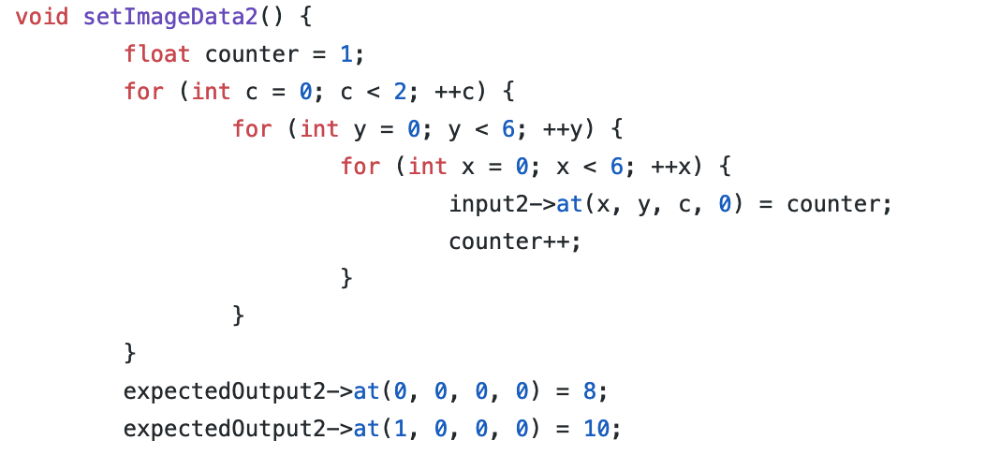 void setImageData2() {
float counter = 1;
for (int c = 0; c < 2; ++c) {
for (int y = 0; y < 6; ++y) {
for (int x = 0; x < 6; ++x) {
input2->at(x, y, c, 0) = counter;
counter++;
}
}
}
expectedOutput2->at(0, 0, 0, 0) = 8;
expectedOutput2->at(1, 0, 0, 0) = 10;